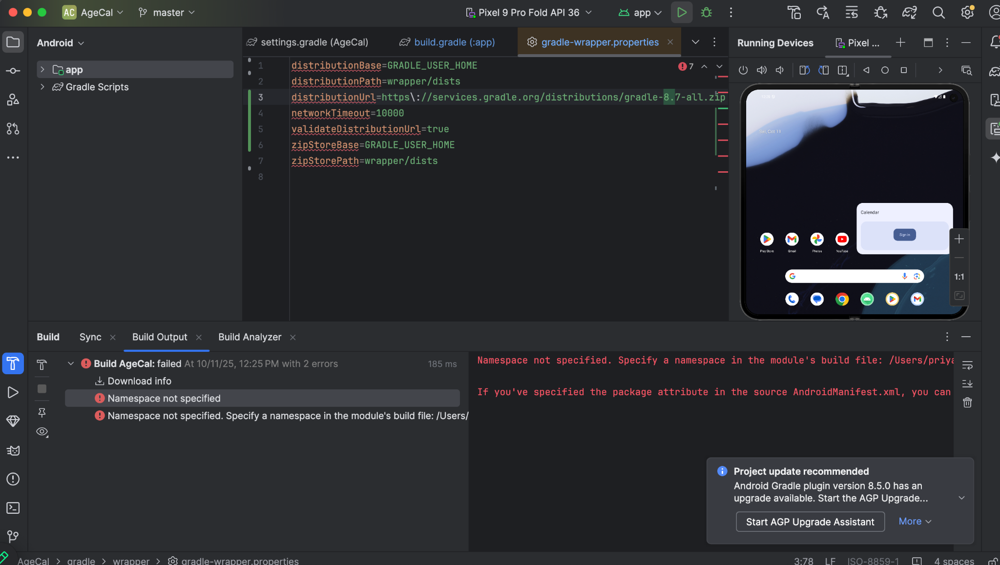 AC AgeCal master Pixel 9 Pro Fold API 36 app
Android
app
Gradle Scripts
settings.gradle (AgeCal) build.gradle (:app) gradle-wrapper.properties
7
1 distributionBase=GRADLE_USER_HOME
2 distributionPath=wrapper/dists
3 distributionUrl=https\://services.gradle.org/distributions/gradle-8.7-all.zip
4 networkTimeout=10000
5 validateDistributionUrl=true
6 zipStoreBase=GRADLE_USER_HOME
7 zipStorePath=wrapper/dists
8
Running Devices Pixel ...
12:25
Sat, Oct 11
Calendar
Sign in
Play Store Gmail Photos YouTube
1:1
Build Sync Build Output Build Analyzer
Build AgeCal: failed At 10/11/25, 12:25 PM with 2 errors 185 ms
Download info
Namespace not specified
Namespace not specified. Specify a namespace in the module's build file: /Users/
Namespace not specified. Specify a namespace in the module's build file: /Users/priya
If you've specified the package attribute in the source AndroidManifest.xml, you can
Project update recommended
Android Gradle plugin version 8.5.0 has an
upgrade available. Start the AGP Upgrade...
Start AGP Upgrade Assistant More
AgeCal > gradle > wrapper > gradle-wrapper.properties
3:78 LF ISO-8859-1 4 spaces